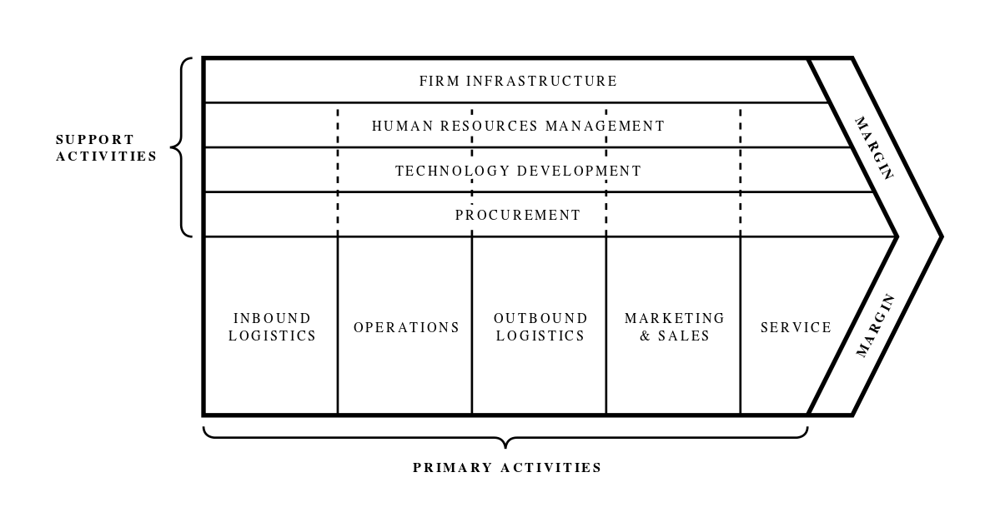 FIRM INFRASTRUCTURE
HUMAN RESOURCES MANAGEMENT
TECHNOLOGY DEVELOPMENT
PROCUREMENT
SUPPORT
ACTIVITIES
MARGIN
INBOUND
LOGISTICS
OPERATIONS
OUTBOUND
LOGISTICS
MARKETING
& SALES
SERVICE
MARGIN
PRIMARY ACTIVITIES